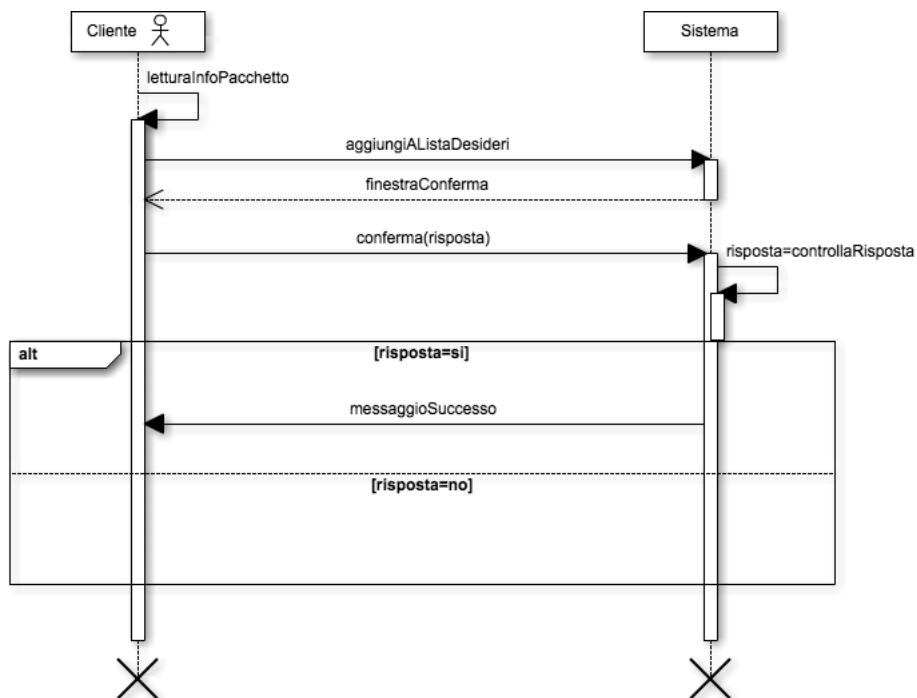 Cliente
Sistema
letturaInfoPacchetto
aggiungiAListaDesideri
finestraConferma
conferma(risposta)
risposta=controllaRisposta
alt
[risposta=si]
messaggioSuccesso
[risposta=no]